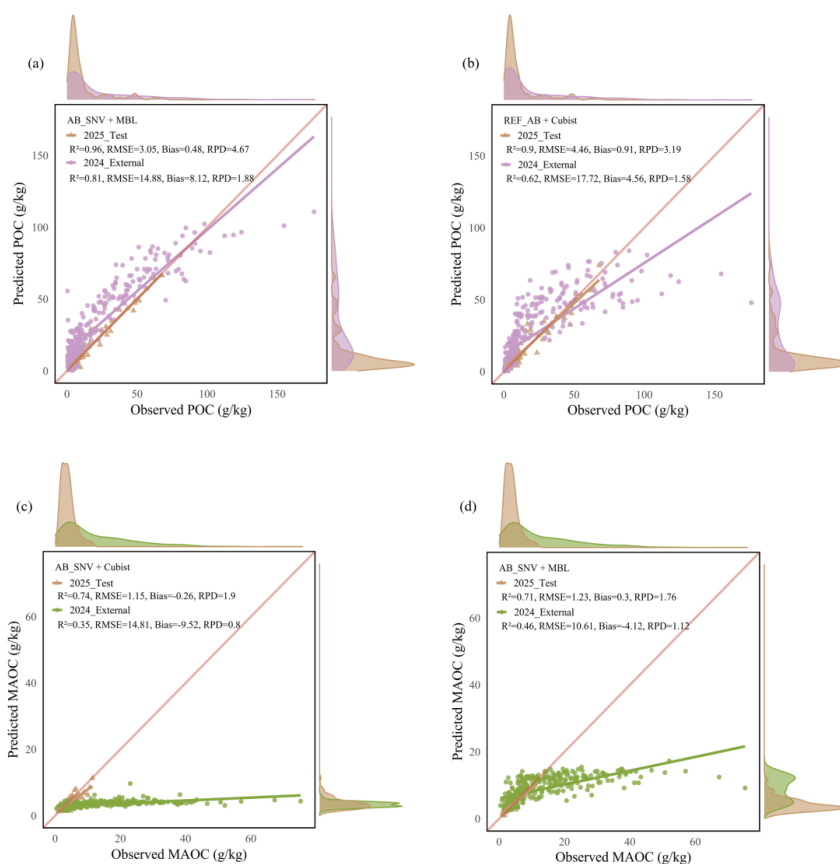 (a)
AB_SNV + MBL
2025_Test
R²=0.96, RMSE=3.05, Bias=0.48, RPD=4.67
2024_External
R²=0.81, RMSE=14.88, Bias=8.12, RPD=1.88
150
100
50
0
Predicted POC (g/kg)
0
50
100
150
Observed POC (g/kg)
(b)
REF_AB + Cubist
2025_Test
R²=0.9, RMSE=4.46, Bias=0.91, RPD=3.19
2024_External
R²=0.62, RMSE=17.72, Bias=4.56, RPD=1.58
150
100
50
0
Predicted POC (g/kg)
0
50
100
150
Observed POC (g/kg)
(c)
AB_SNV + Cubist
2025_Test
R²=0.74, RMSE=1.15, Bias=-0.26, RPD=1.9
2024_External
R²=0.35, RMSE=14.81, Bias=-9.52, RPD=0.8
60
40
20
0
Predicted MAOC (g/kg)
0
20
40
60
Observed MAOC (g/kg)
(d)
AB_SNV + MBL
2025_Test
R²=0.71, RMSE=1.23, Bias=0.3, RPD=1.76
2024_External
R²=0.46, RMSE=10.61, Bias=-4.12, RPD=1.12
60
40
20
0
Predicted MAOC (g/kg)
0
20
40
60
Observed MAOC (g/kg)